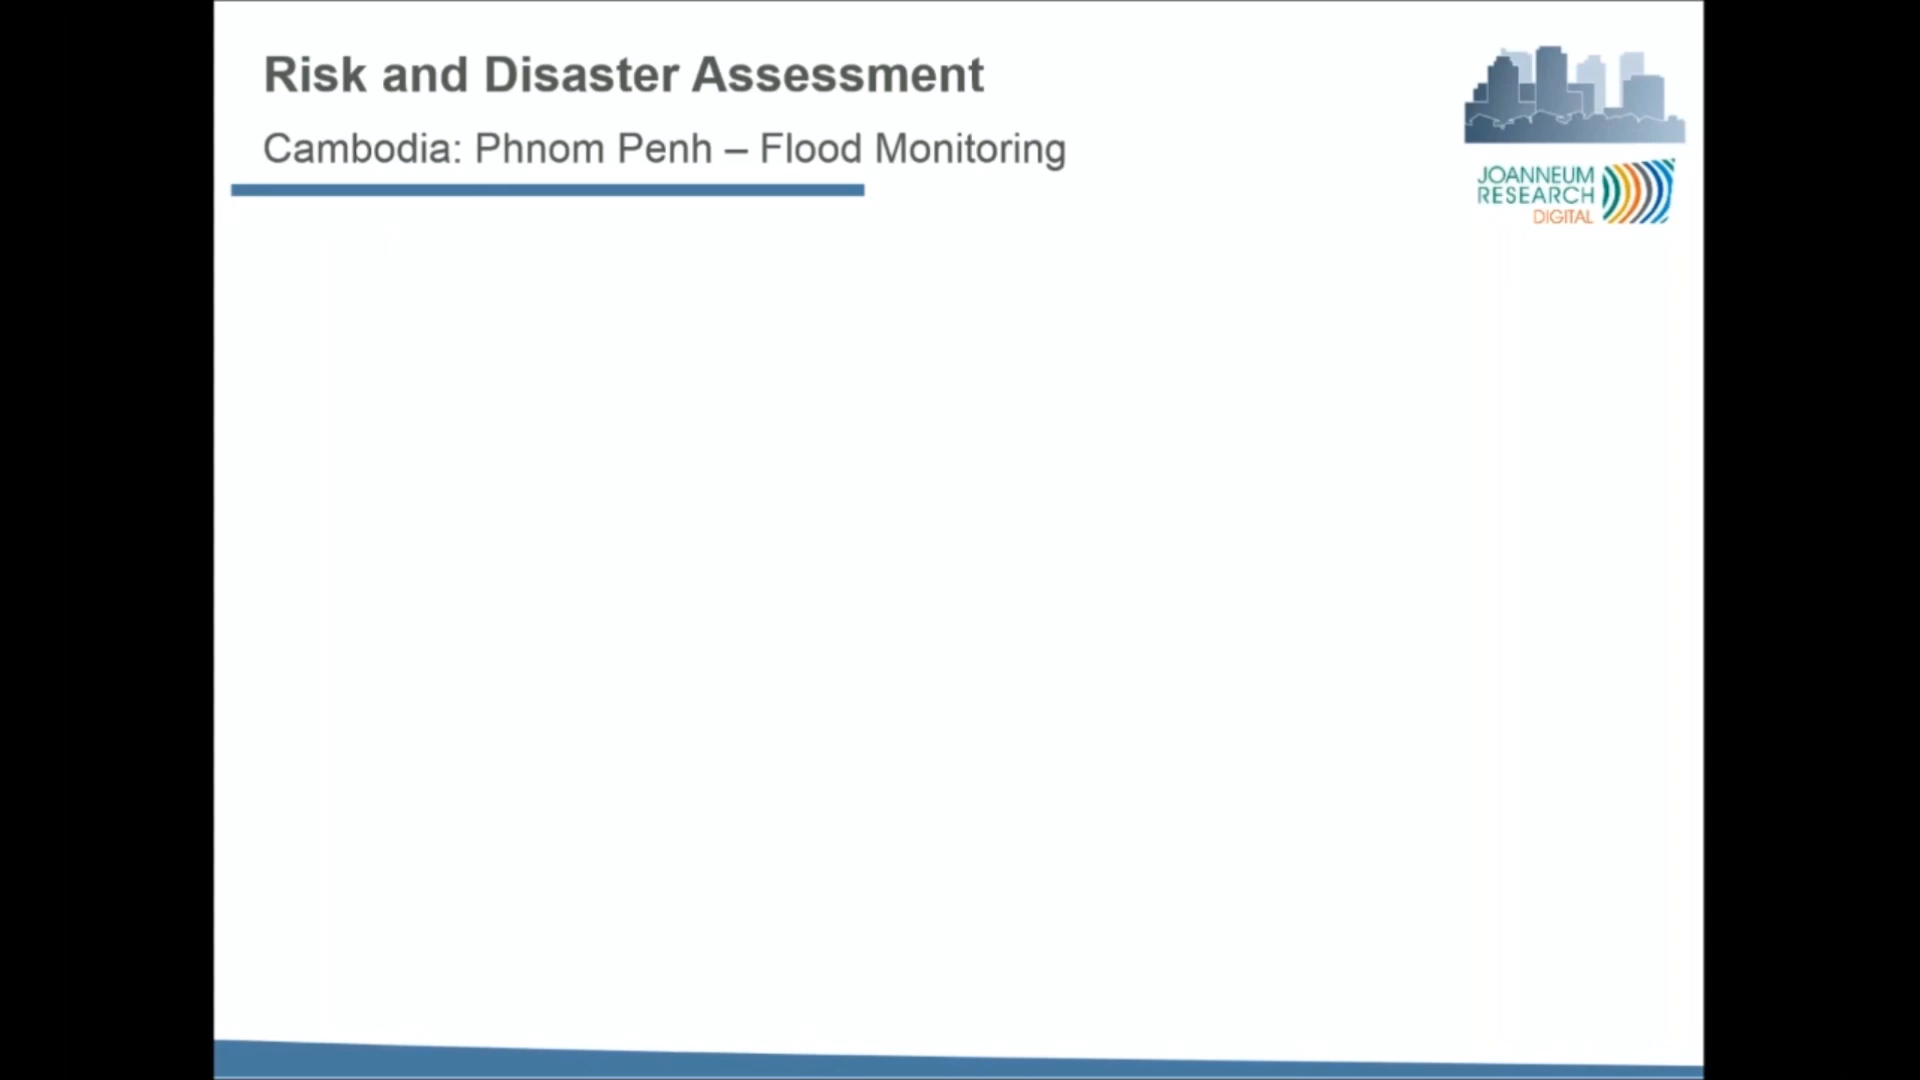 Risk and Disaster Assessment
Cambodia: Phnom Penh – Flood Monitoring
JOANNEUM
RESEARCH
DIGITAL